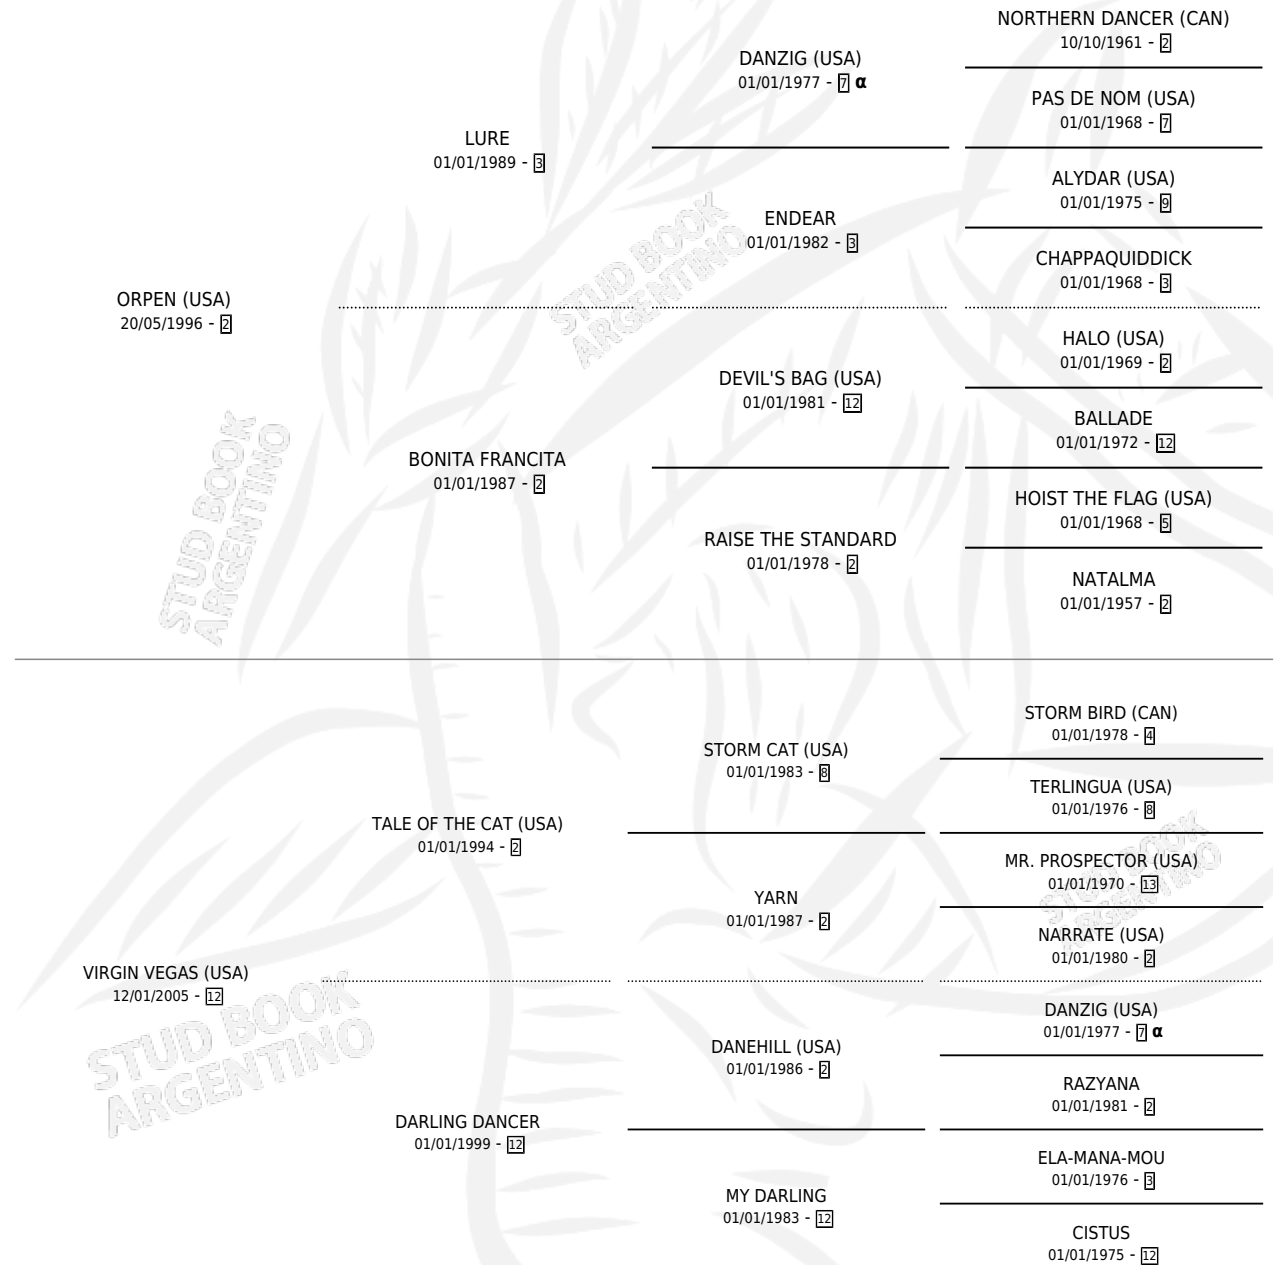 NORTHERN DANCER (CAN)
10/10/1961 - 2
DANZIG (USA)
01/01/1977 - 7 α
PAS DE NOM (USA)
01/01/1968 - 7
LURE
01/01/1989 - 3
ALYDAR (USA)
01/01/1975 - 9
ENDEAR
01/01/1982 - 3
CHAPPAQUIDDICK
01/01/1968 - 3
ORPEN (USA)
20/05/1996 - 2
HALO (USA)
01/01/1969 - 2
DEVIL'S BAG (USA)
01/01/1981 - 12
BALLADE
01/01/1972 - 12
BONITA FRANCITA
01/01/1987 - 2
HOIST THE FLAG (USA)
01/01/1968 - 5
RAISE THE STANDARD
01/01/1978 - 2
NATALMA
01/01/1957 - 2
STORM BIRD (CAN)
01/01/1978 - 4
STORM CAT (USA)
01/01/1983 - 8
TERLINGUA (USA)
01/01/1976 - 8
TALE OF THE CAT (USA)
01/01/1994 - 2
MR. PROSPECTOR (USA)
01/01/1970 - 13
YARN
01/01/1987 - 2
NARRATE (USA)
01/01/1980 - 2
VIRGIN VEGAS (USA)
12/01/2005 - 12
DANZIG (USA)
01/01/1977 - 7 α
DANEHILL (USA)
01/01/1986 - 2
RAZYANA
01/01/1981 - 2
DARLING DANCER
01/01/1999 - 12
ELA-MANA-MOU
01/01/1976 - 3
MY DARLING
01/01/1983 - 12
CISTUS
01/01/1975 - 12
STUD BOOK
ARGENTINO
STUD BOOK
ARGENTINO
STUD BOOK
ARGENTINO
STUD BOOK
ARGENTINO